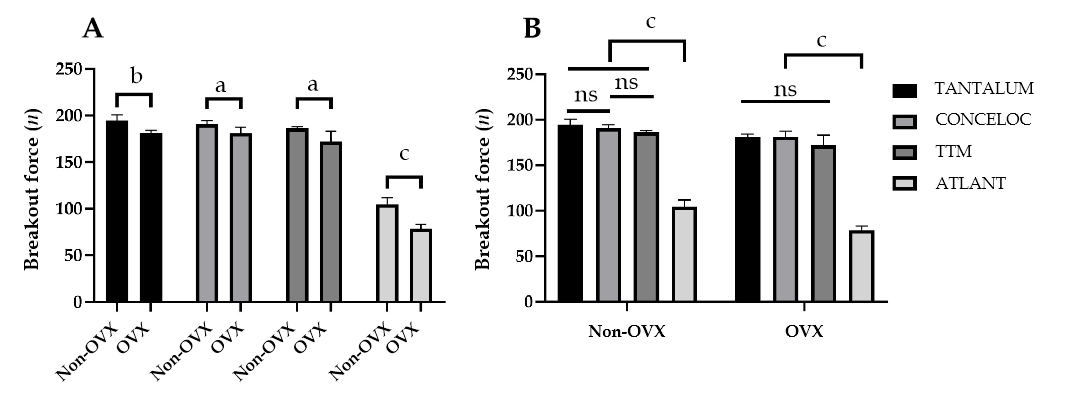 A
Breakout force (n)
250
200
150
100
50
0
b
a
a
c
Non-OVX
OVX
Non-OVX
OVX
Non-OVX
OVX
Non-OVX
OVX
B
Breakout force (n)
250
200
150
100
50
0
c
ns
ns
c
ns
Non-OVX
OVX
TANTALUM
CONCELOC
TTM
ATLANT